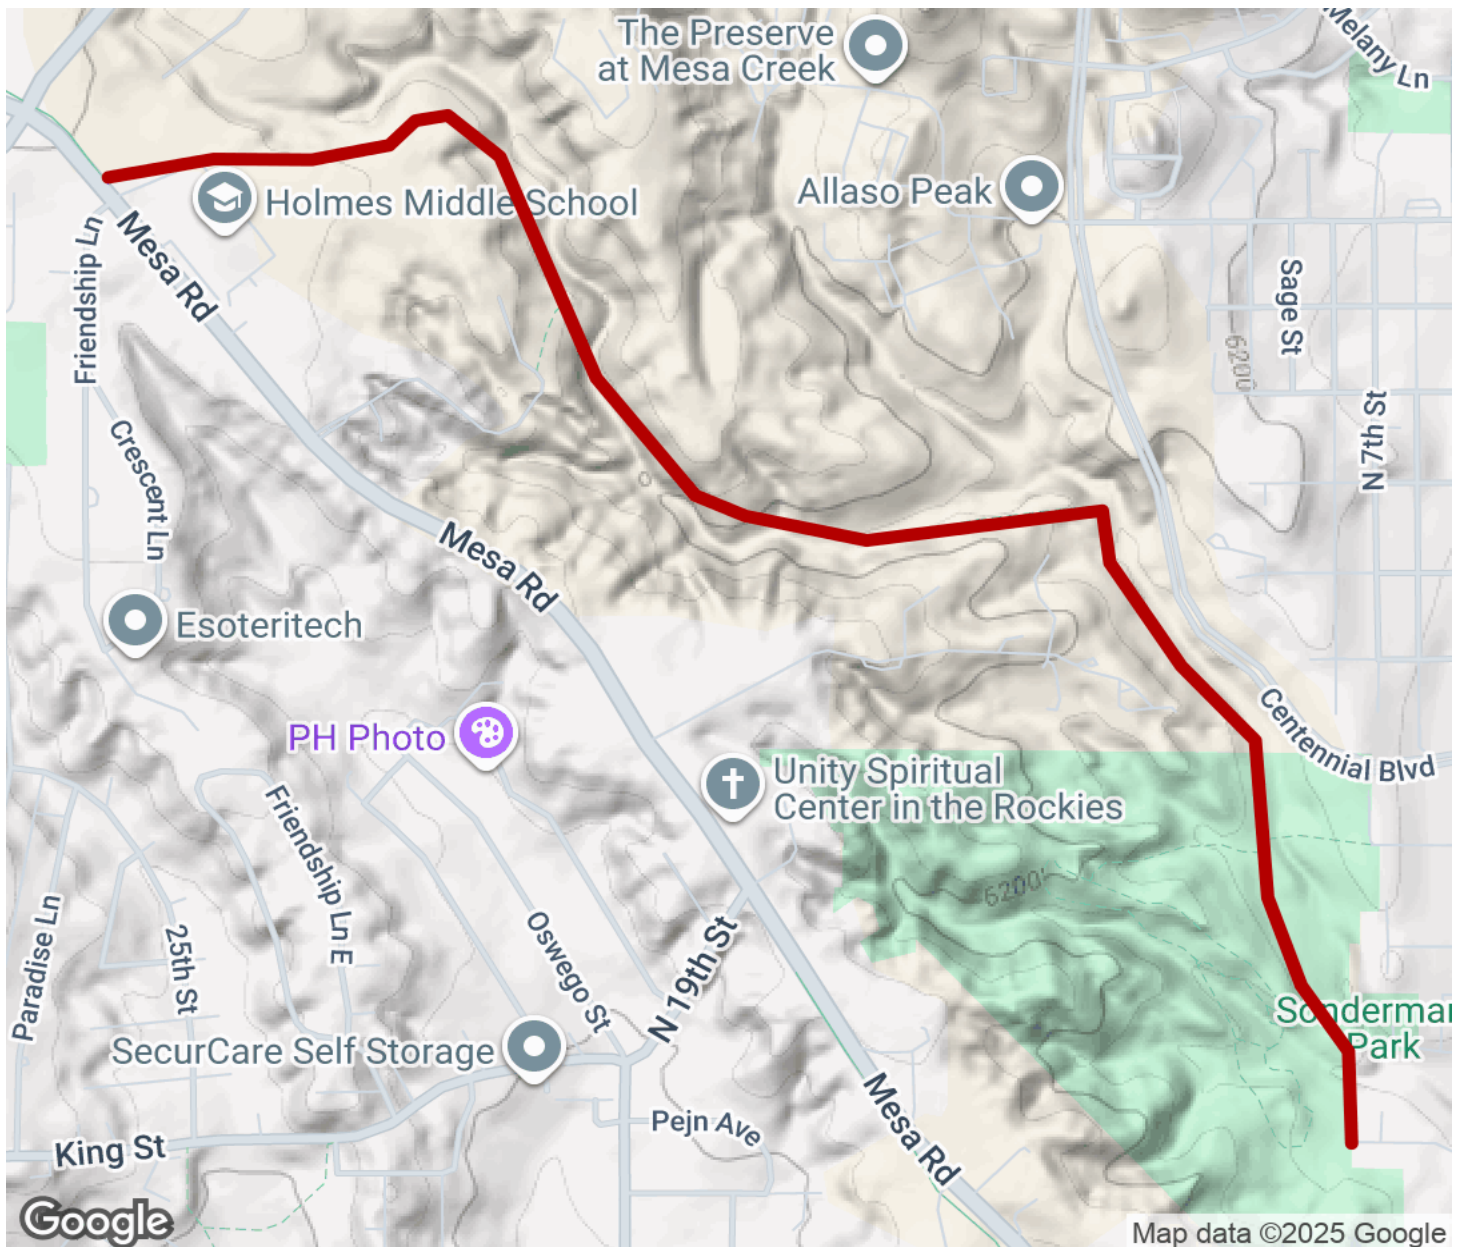 The Preserve
at Mesa Creek
Melany Ln
Holmes Middle School
Allaso Peak
Friendship Ln
Mesa Rd
Sage St
6200'
N 7th St
Crescent Ln
Mesa Rd
Esoteritech
PH Photo
Centennial Blvd
Unity Spiritual
Center in the Rockies
Friendship Ln E
6200'
Paradise Ln
25th St
Oswego St
N 19th St
Sonderman
Park
SecurCare Self Storage
Mesa Rd
Pejn Ave
King St
Google
Map data ©2025 Google